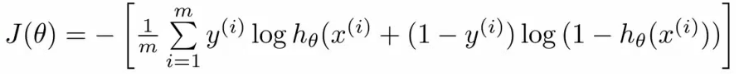 J(θ) = − [ 1/m ∑_{i=1}^{m} y^{(i)} log h_θ(x^{(i)} + (1 − y^{(i)}) log (1 − h_θ(x^{(i)})) ]